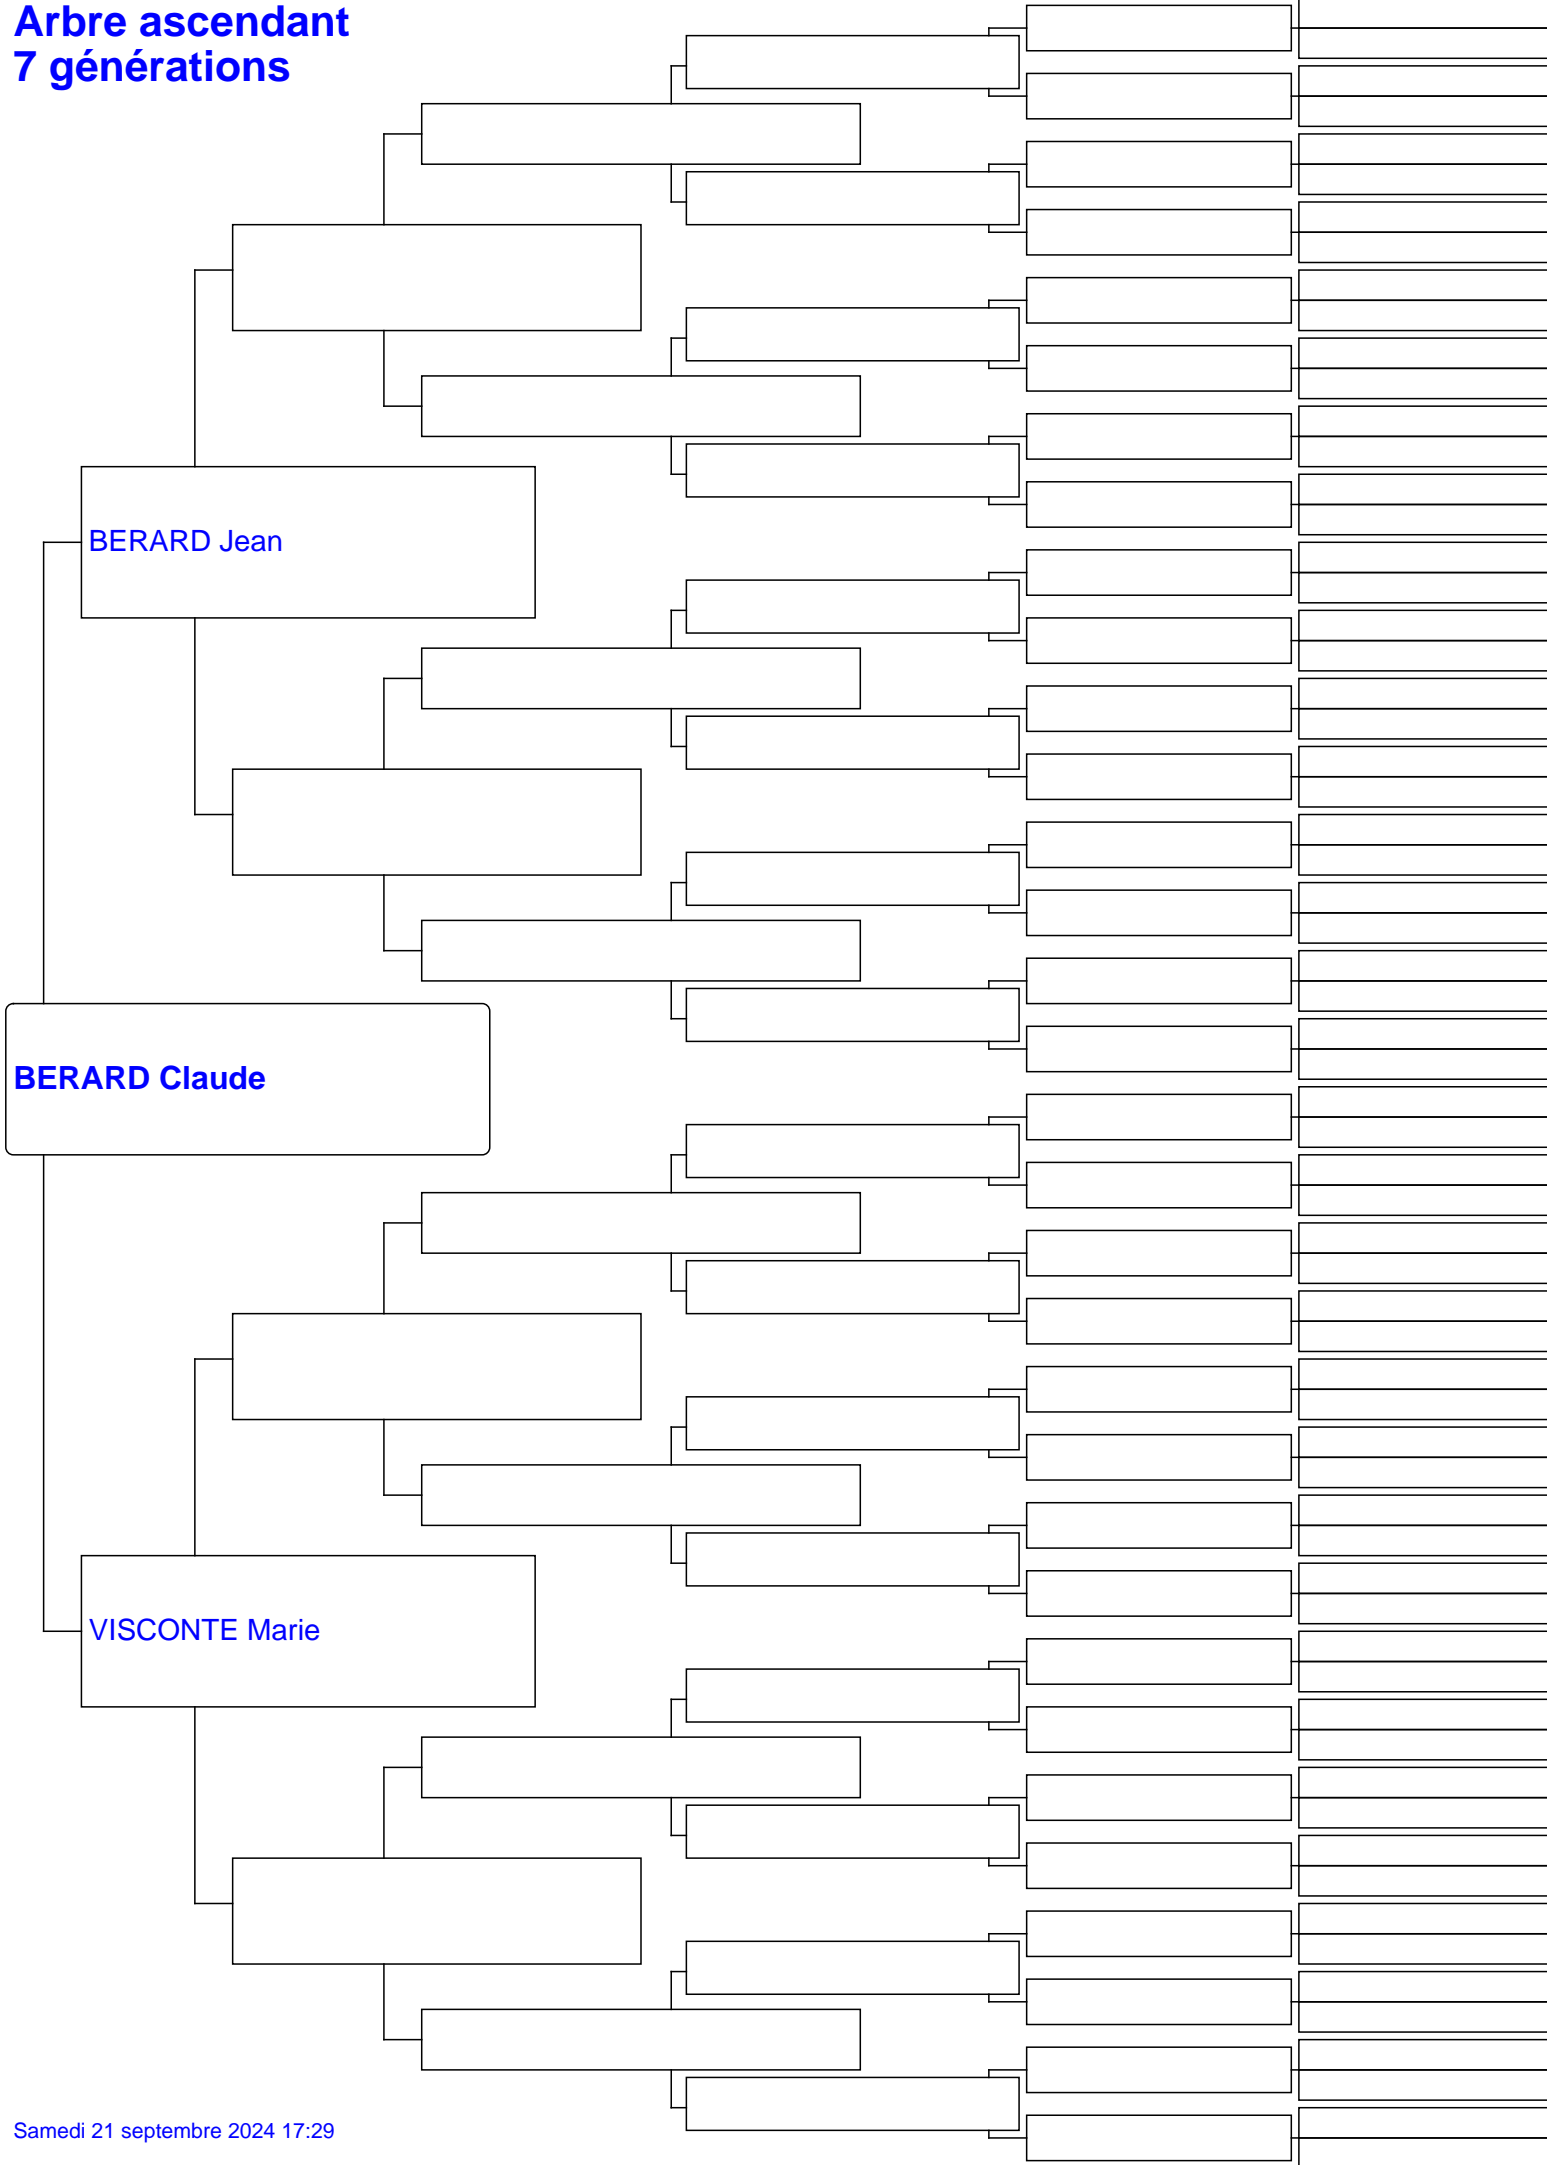 Arbre ascendant
7 générations
BERARD Jean
BERARD Claude
VISCONTE Marie
Samedi 21 septembre 2024 17:29